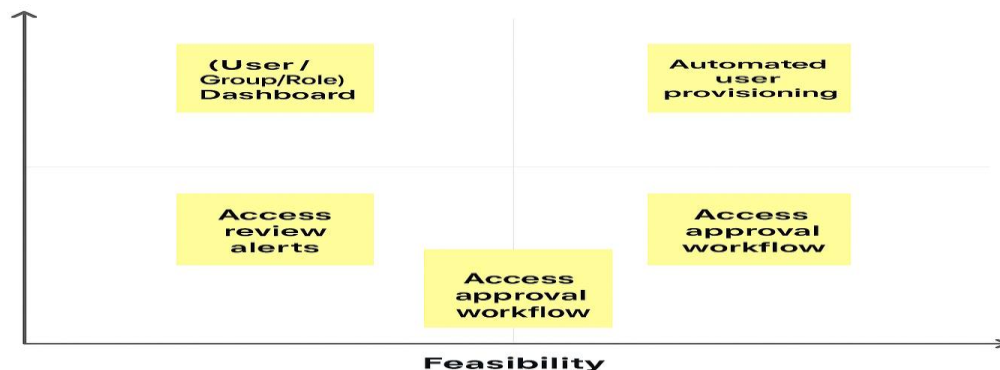 (User /
Group/Role)
Dashboard
Automated
user
provisioning
Access
review
alerts
Access
approval
workflow
Access
approval
workflow
Feasibility